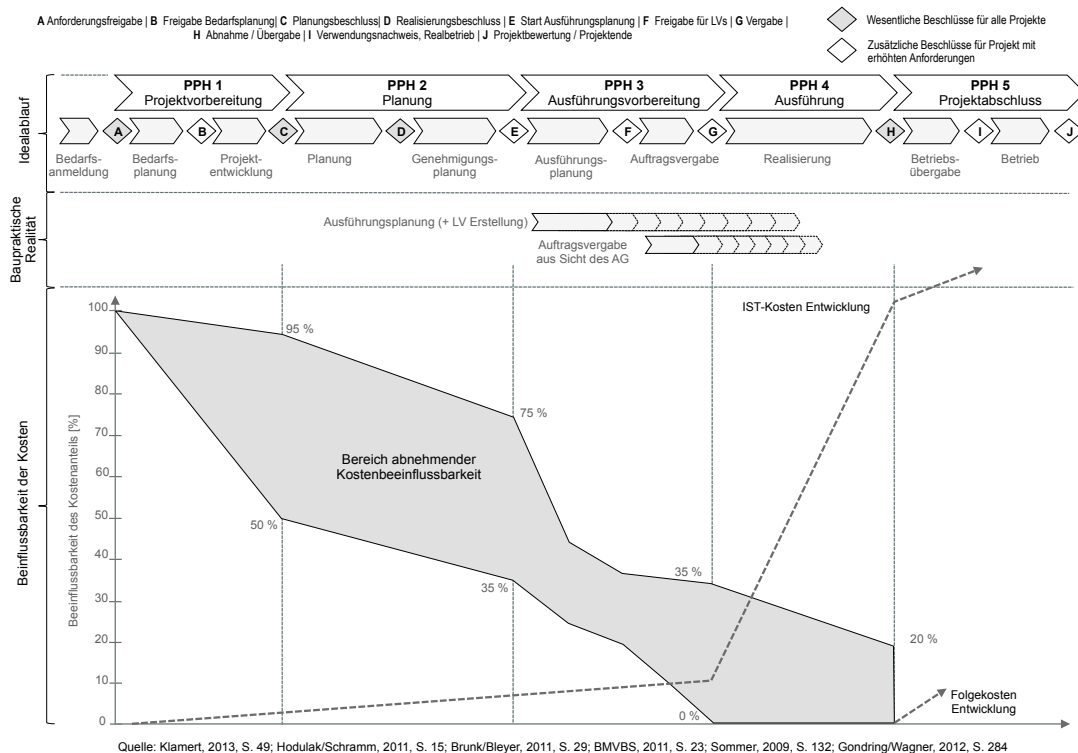 A Anforderungsfreigabe | B Freigabe Bedarfsplanung| C Planungsbeschluss| D Realisierungsbeschluss | E Start Ausführungsplanung | F Freigabe für LVs | G Vergabe |
H Abnahme / Übergabe | I Verwendungsnachweis, Realbetrieb | J Projektbewertung / Projektende
Wesentliche Beschlüsse für alle Projekte
Zusätzliche Beschlüsse für Projekt mit
erhöhten Anforderungen
Idealablauf
PPH 1
Projektvorbereitung
PPH 2
Planung
PPH 3
Ausführungsvorbereitung
PPH 4
Ausführung
PPH 5
Projektabschluss
A
B
C
D
E
F
G
H
I
J
Bedarfs-
anmeldung
Bedarfs-
planung
Projekt-
entwicklung
Planung
Genehmigungs-
planung
Ausführungs-
planung
Auftragsvergabe
Realisierung
Betriebs-
übergabe
Betrieb
Baupraktische
Realität
Ausführungsplanung (+ LV Erstellung)
Auftragsvergabe
aus Sicht des AG
Beinflussbarkeit der Kosten
Beeinflussbarkeit des Kostenanteils [%]
100
90
80
70
60
50
40
30
20
10
0
95 %
75 %
50 %
35 %
35 %
0 %
20 %
Bereich abnehmender
Kostenbeeinflussbarkeit
IST-Kosten Entwicklung
Folgekosten
Entwicklung
Quelle: Klamert, 2013, S. 49; Hodulak/Schramm, 2011, S. 15; Brunk/Bleyer, 2011, S. 29; BMVBS, 2011, S. 23; Sommer, 2009, S. 132; Gondring/Wagner, 2012, S. 284